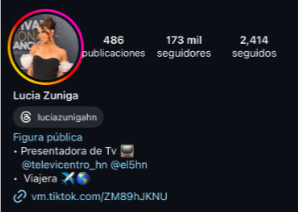 486
173 mil
2,414
publicaciones
seguidores
seguidos
Lucia Zuniga
luciazunigahn
Figura pública
• Presentadora de Tv 📺
@televicentro_hn @el5hn
• Viajera ✈️🌎
vm.tiktok.com/ZM89hJKNU